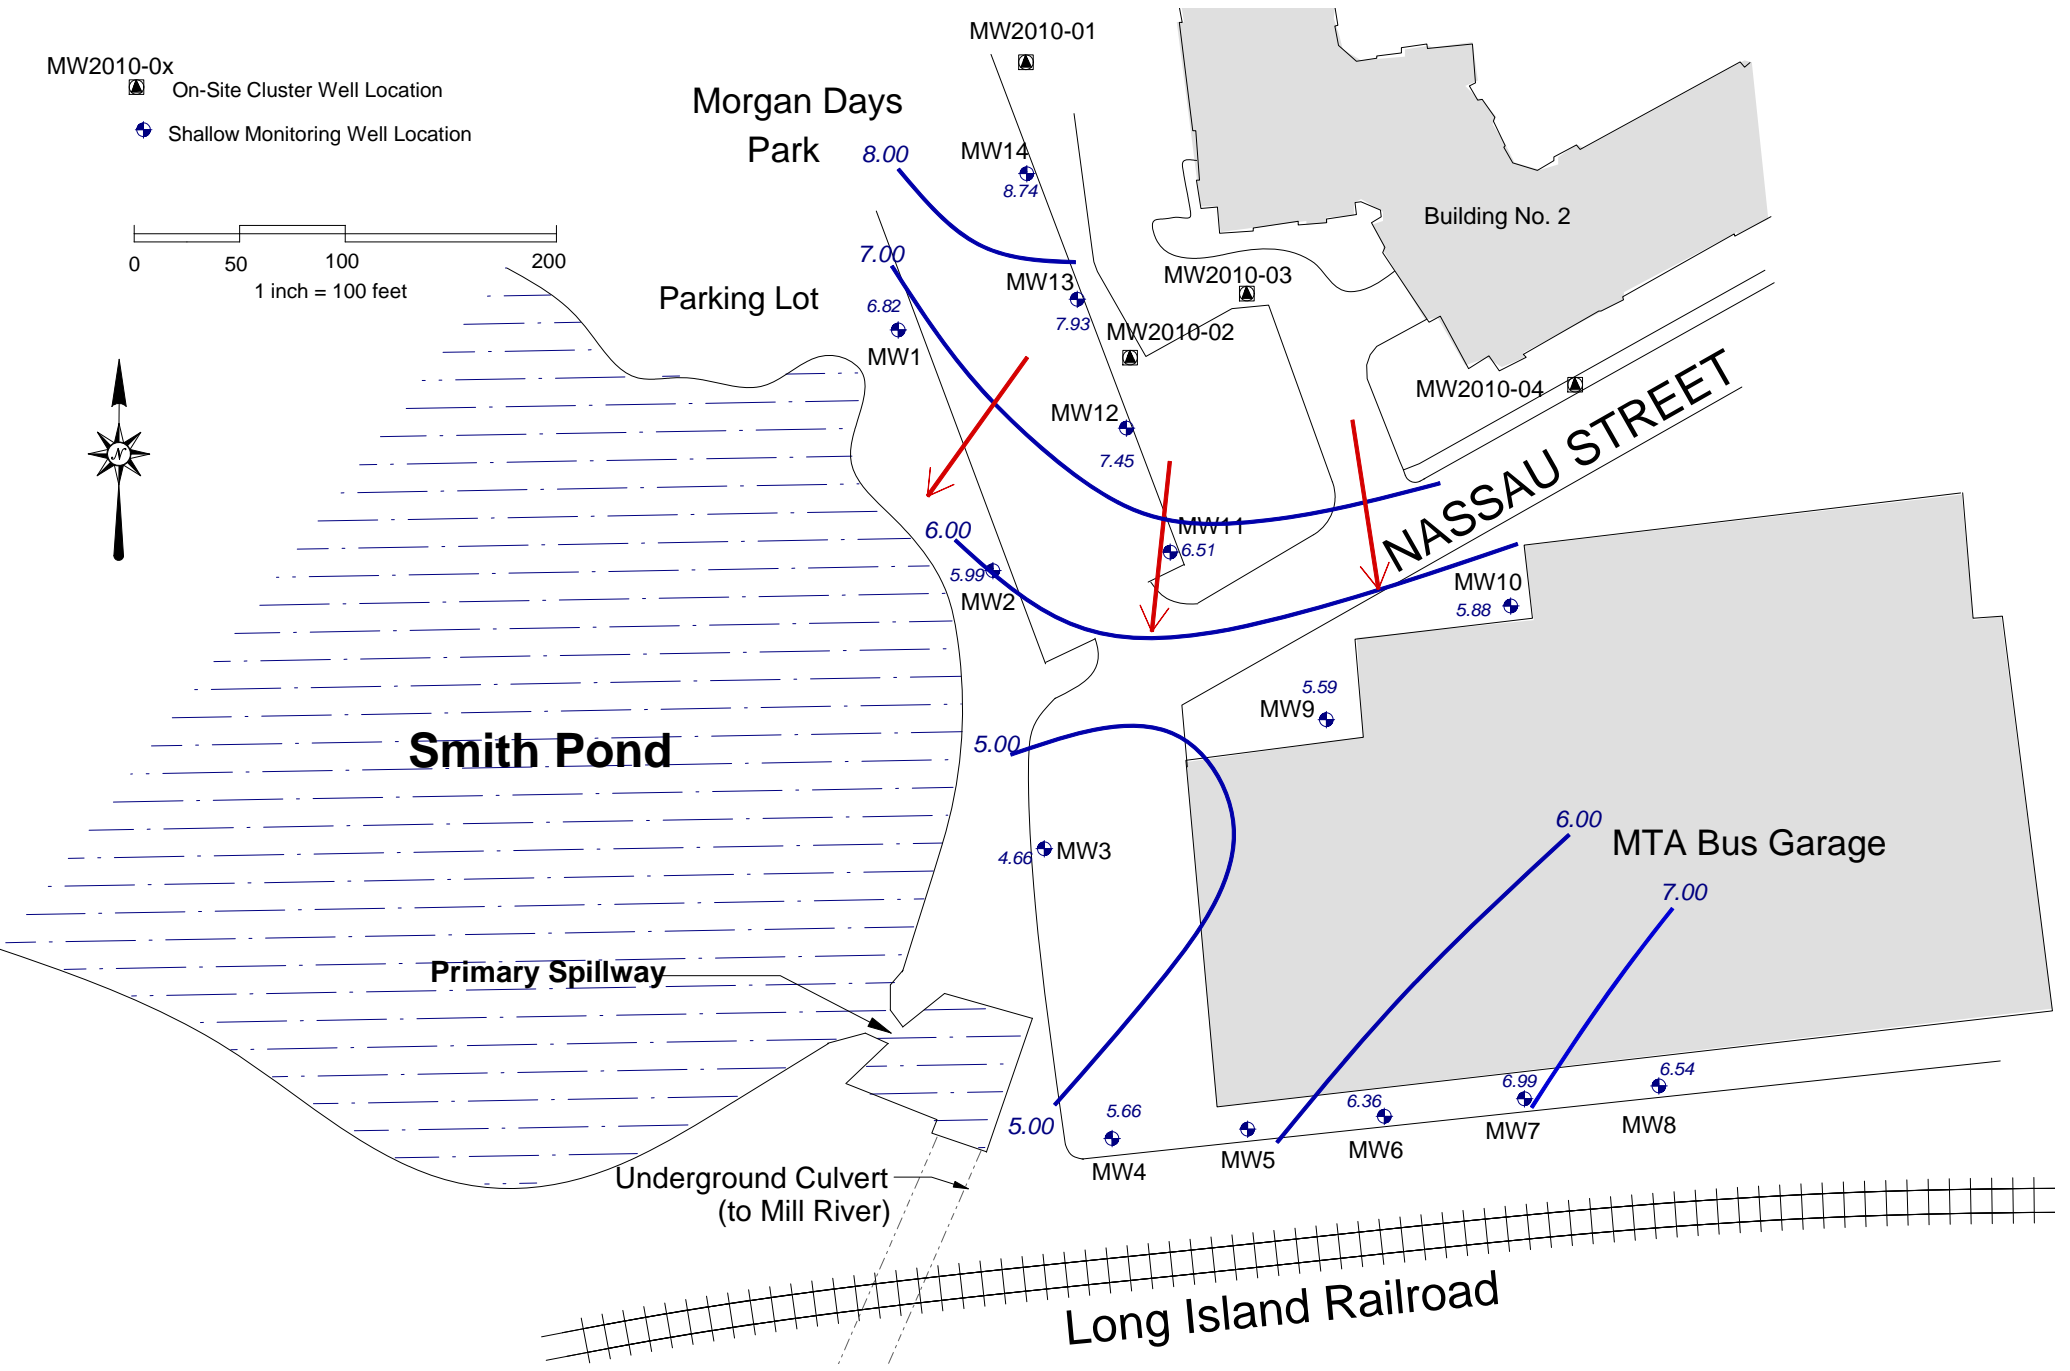 MW2010-01
MW2010-0x
On-Site Cluster Well Location
Shallow Monitoring Well Location
0
50
100
200
1 inch = 100 feet
Morgan Days
Park
8.00
MW14
8.74
7.00
Parking Lot
6.82
MW1
MW13
7.93
MW2010-03
MW2010-02
Building No. 2
MW2010-04
NASSAU STREET
MW12
7.45
N
6.00
5.99
MW2
MW11
6.51
MW10
5.88
5.59
MW9
5.00
Smith Pond
4.66
MW3
6.00
MTA Bus Garage
7.00
Primary Spillway
5.00
5.66
MW4
MW5
6.36
MW6
6.99
MW7
6.54
MW8
Underground Culvert
(to Mill River)
Long Island Railroad